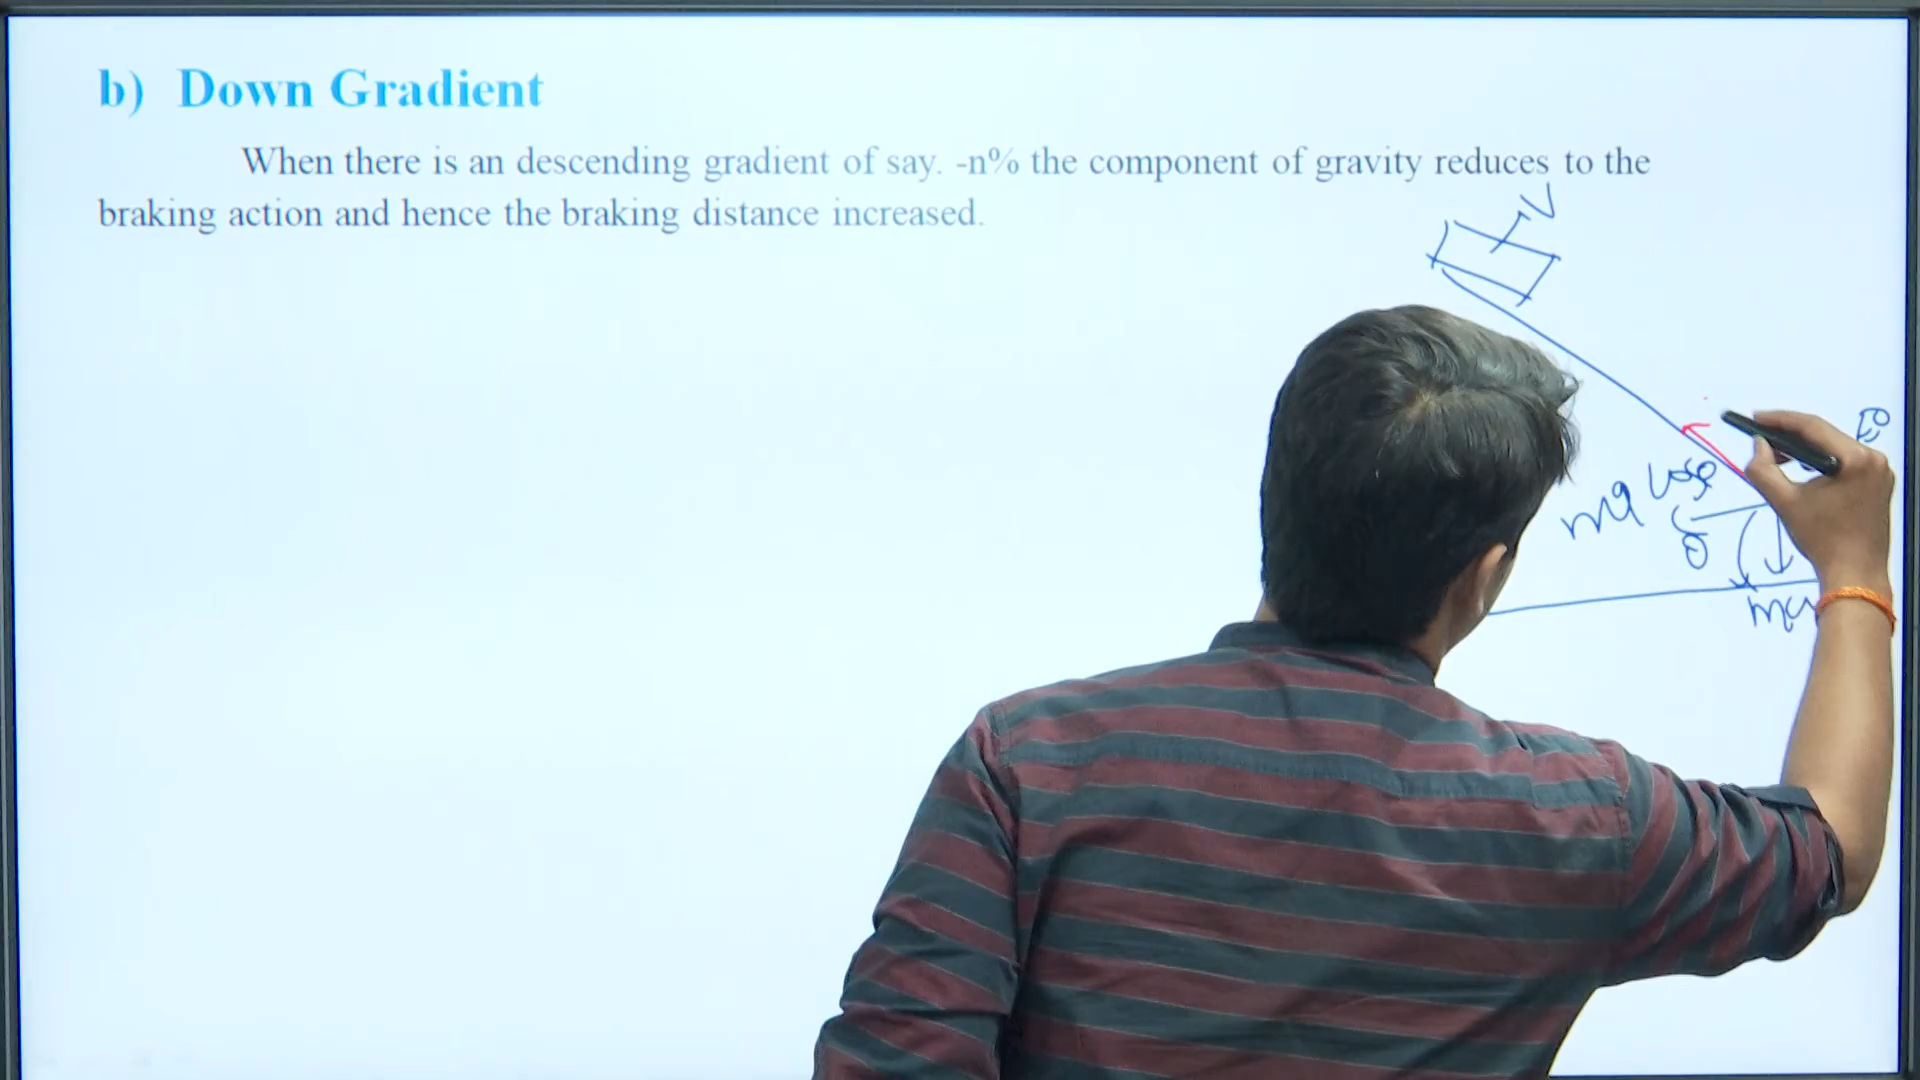 b) Down Gradient
When there is an descending gradient of say. -n% the component of gravity reduces to the
braking action and hence the braking distance increased.
V
mg cosθ
θ